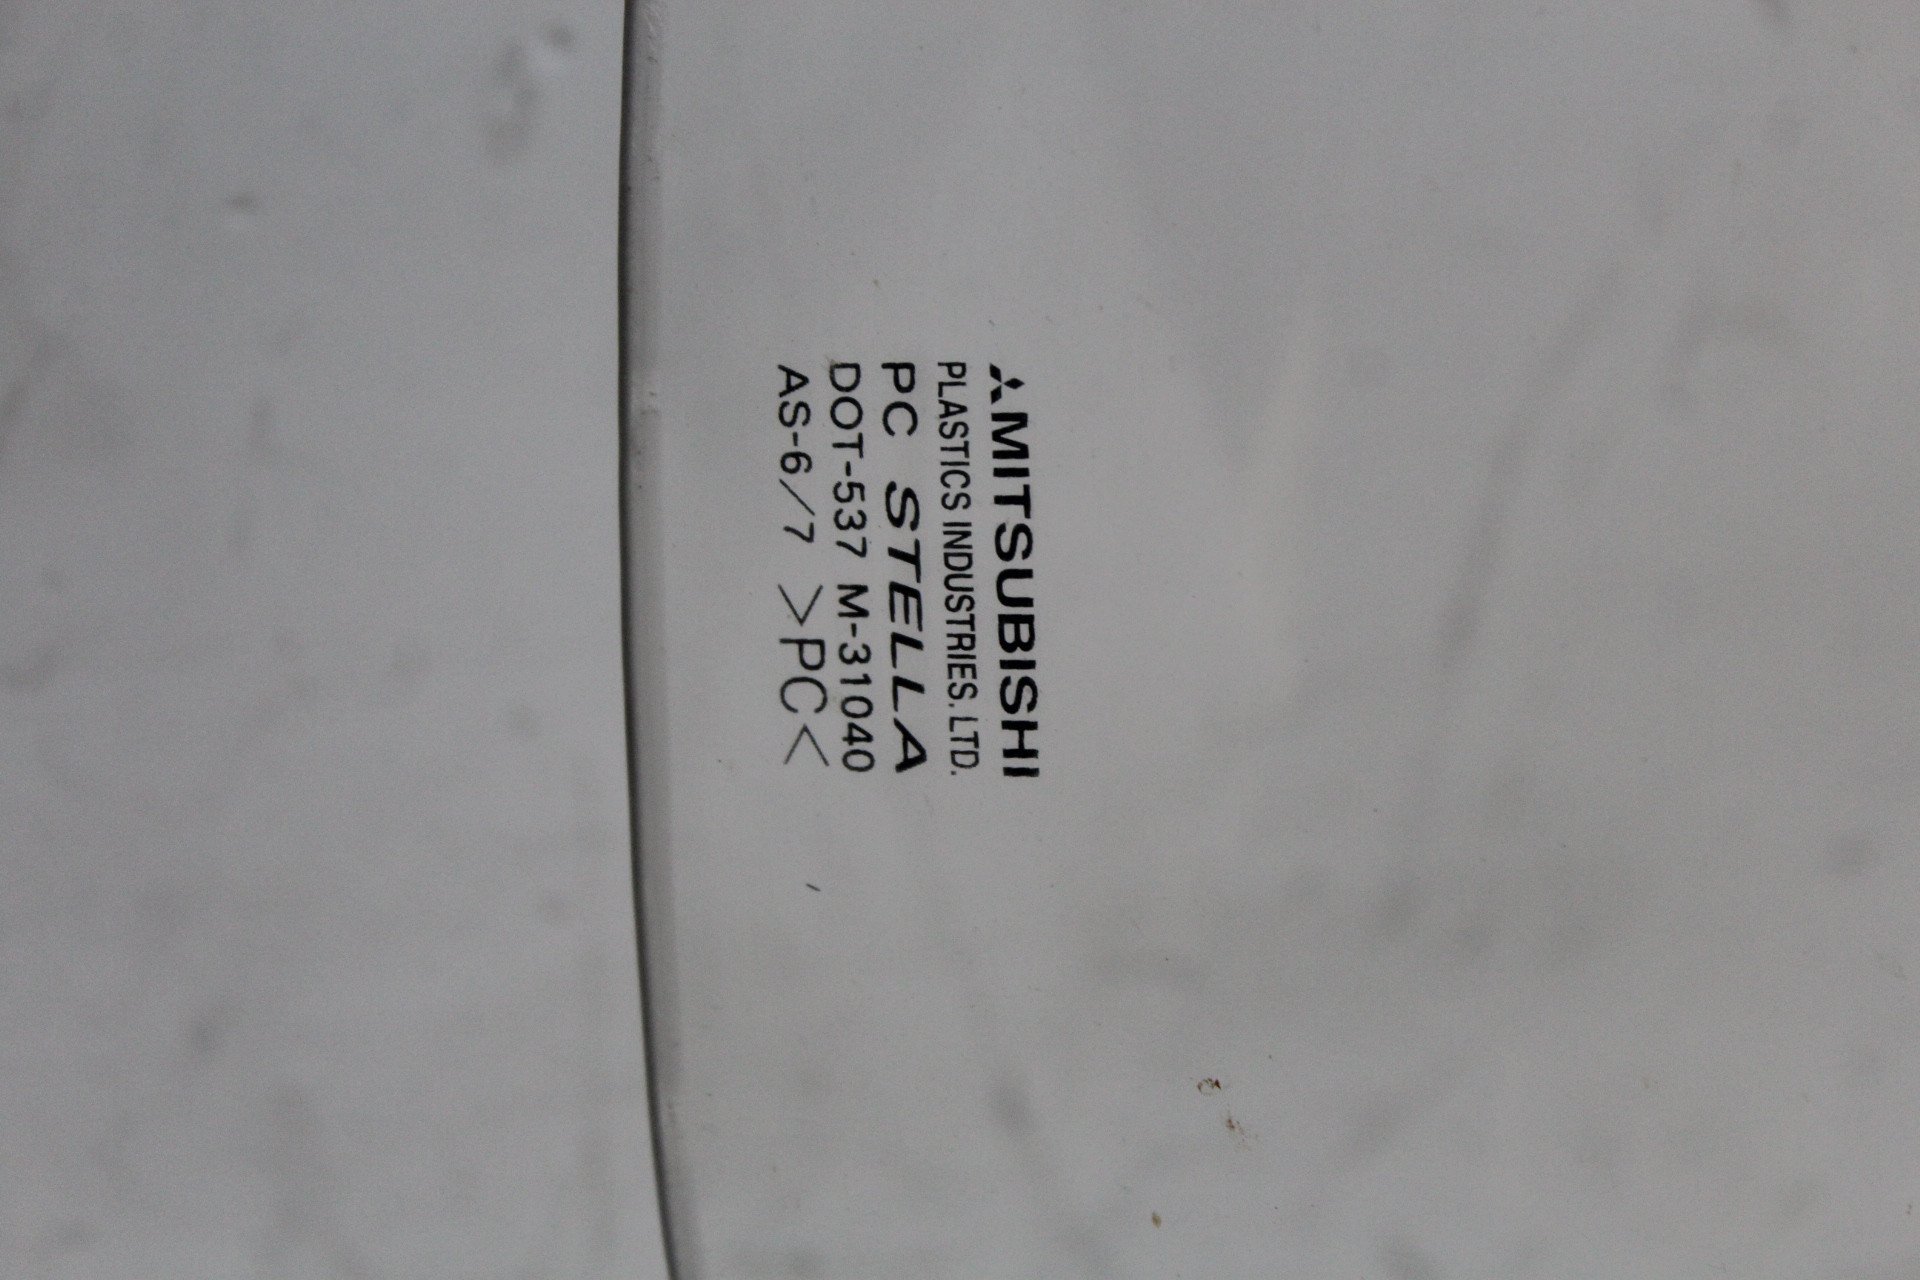 MITSUBISHI
PLASTICS INDUSTRIES. LTD.
PC STELLA
DOT-537 M-31040
AS-6/7 >PC<